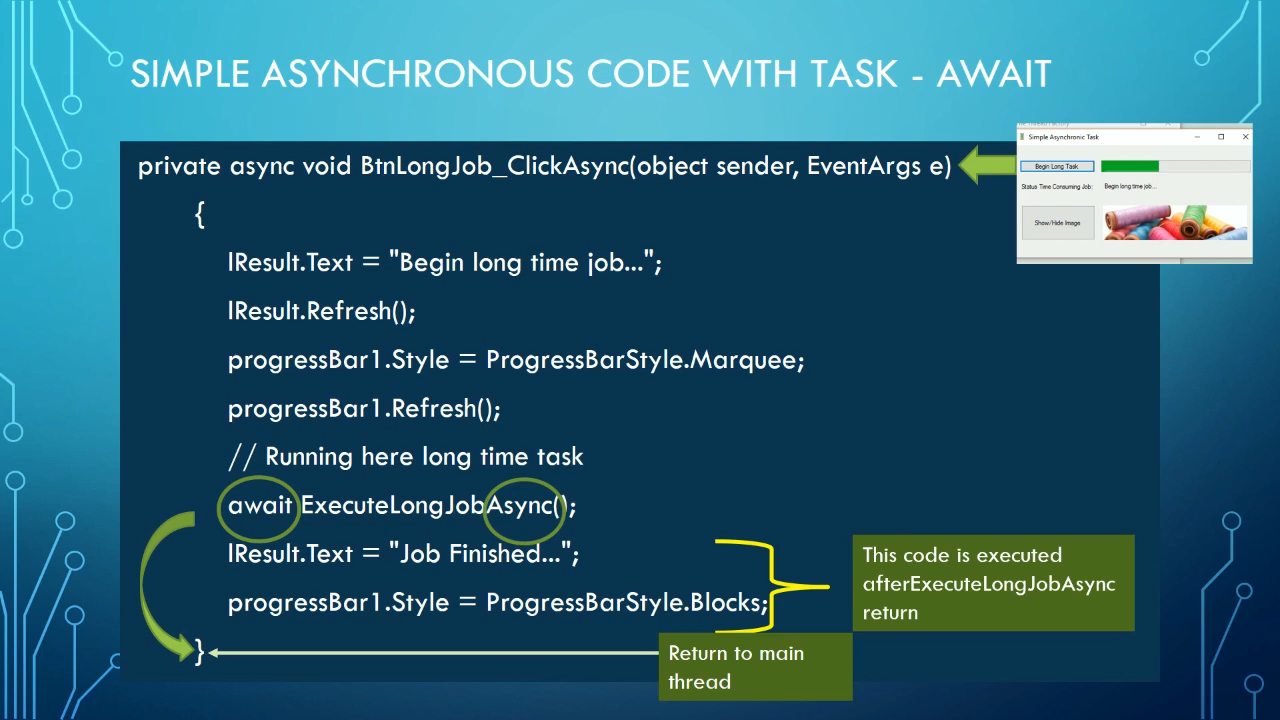 SIMPLE ASYNCHRONOUS CODE WITH TASK - AWAIT
private async void BtnLongJob_ClickAsync(object sender, EventArgs e)
{
lResult.Text = "Begin long time job...";
lResult.Refresh();
progressBar1.Style = ProgressBarStyle.Marquee;
progressBar1.Refresh();
// Running here long time task
await ExecuteLongJobAsync();
lResult.Text = "Job Finished...";
progressBar1.Style = ProgressBarStyle.Blocks;
}
This code is executed
afterExecuteLongJobAsync
return
Return to main
thread
Simple Asynchronic Task
Begin Long Task
Status Time Consuming Job: Begin long time job...
Show/Hide Image